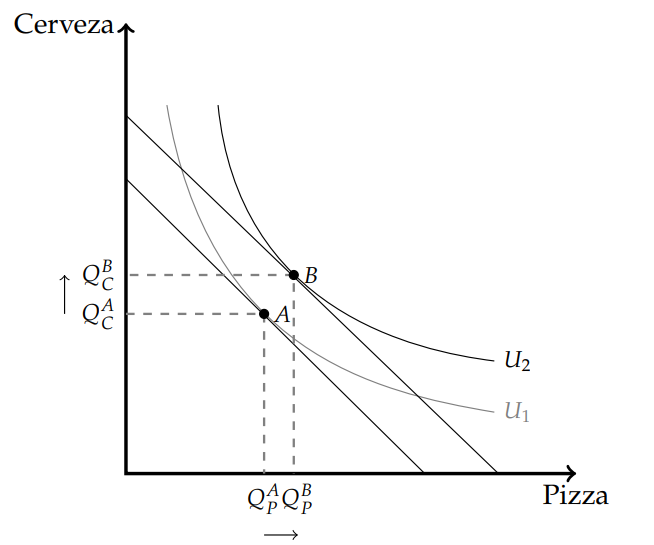 Cerveza
Q_C^B
B
Q_C^A
A
U_2
U_1
Q_P^A Q_P^B
Pizza